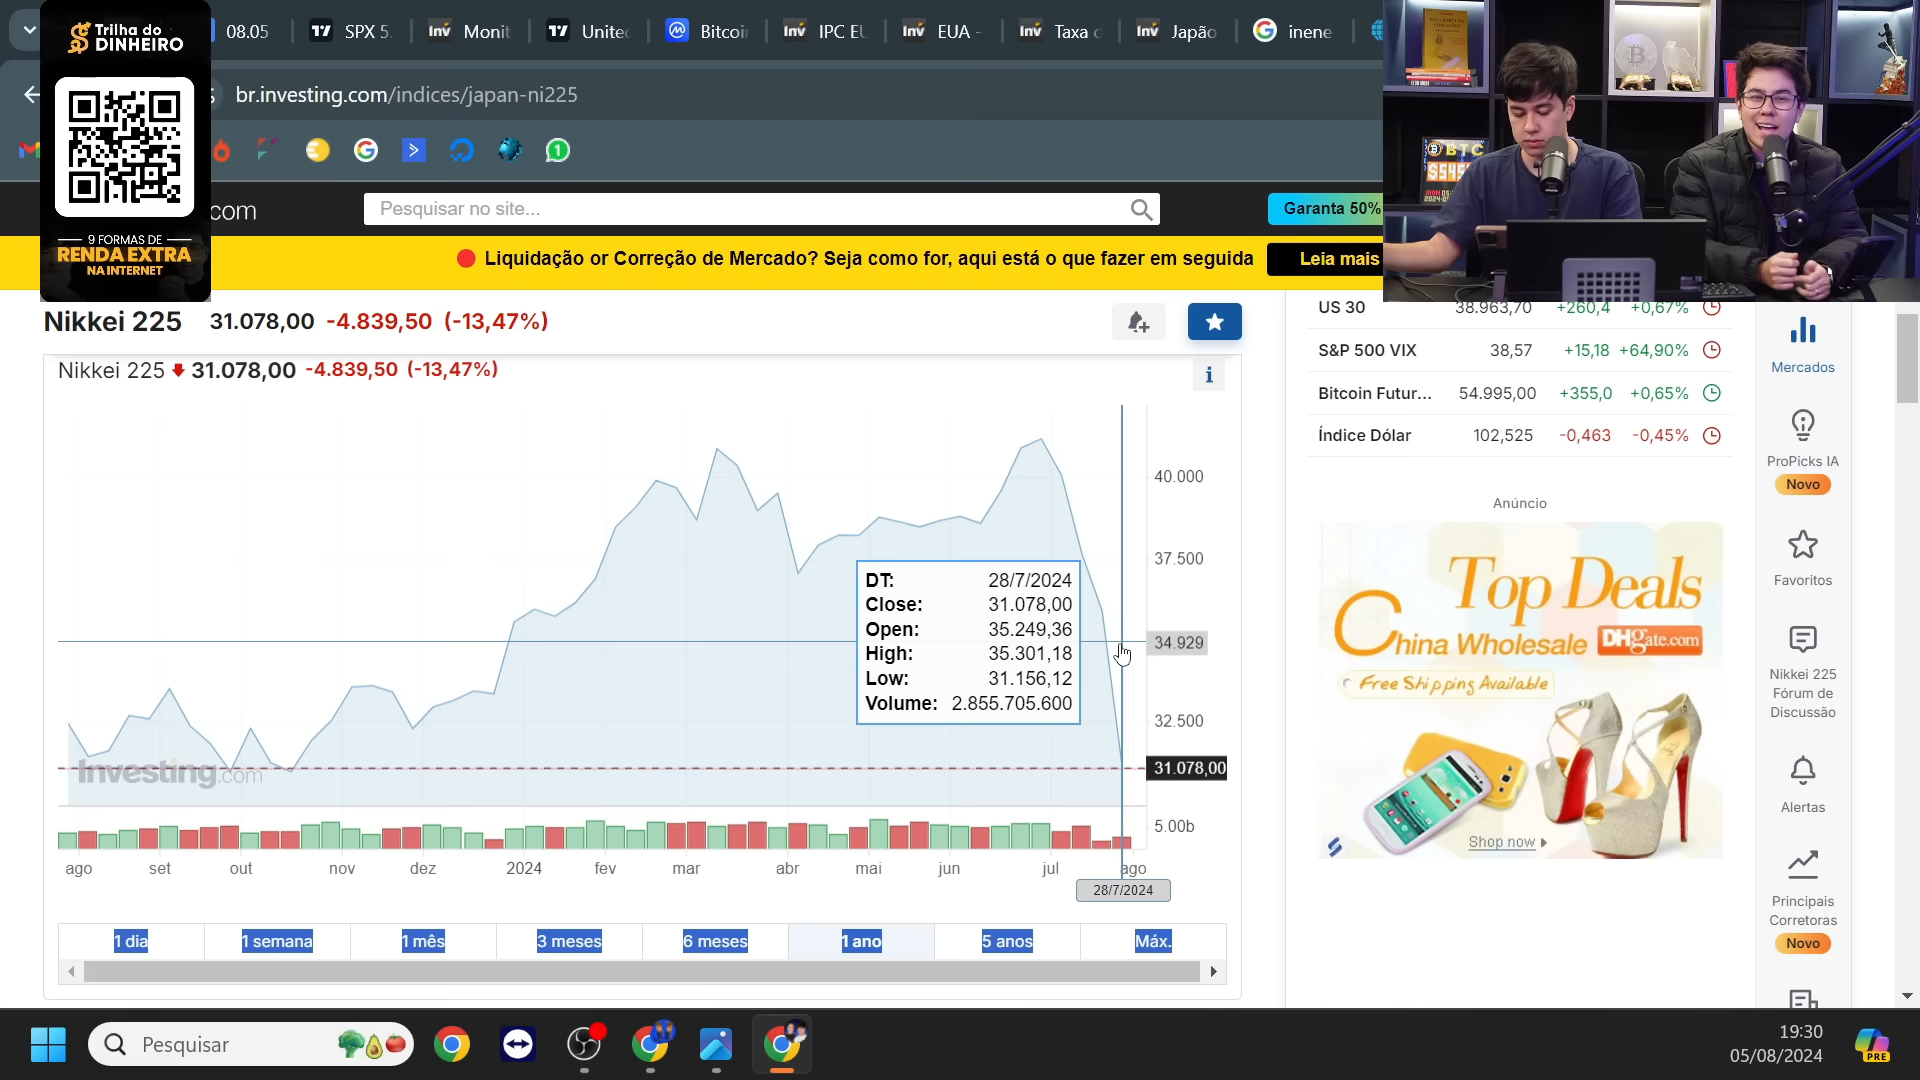 Trilha do
DINHEIRO
9 FORMAS DE
RENDA EXTRA
NA INTERNET
08.05
SPX 5
Monit
Unite
Bitcoi
IPC EU
EUA -
Taxa d
Japão
inene
br.investing.com/indices/japan-ni225
com
Pesquisar no site...
Garanta 50%
Liquidação or Correção de Mercado? Seja como for, aqui está o que fazer em seguida
Leia mais
Nikkei 225 31.078,00 -4.839,50 (-13,47%)
Nikkei 225 31.078,00 -4.839,50 (-13,47%)
40.000
37.500
34.929
32.500
31.078,00
5.00b
DT: 28/7/2024
Close: 31.078,00
Open: 35.249,36
High: 35.301,18
Low: 31.156,12
Volume: 2.855.705.600
Investing.com
ago set out nov dez 2024 fev mar abr mai jun jul ago
28/7/2024
1 dia 1 semana 1 mês 3 meses 6 meses 1 ano 5 anos Máx.
US 30 38.963,70 +260,4 +0,67%
S&P 500 VIX 38,57 +15,18 +64,90%
Bitcoin Futur... 54.995,00 +355,0 +0,65%
Índice Dólar 102,525 -0,463 -0,45%
Anúncio
Top Deals
China Wholesale DHgate.com
Free Shipping Available
Shop now
Mercados
ProPicks IA
Novo
Favoritos
Nikkei 225
Fórum de
Discussão
Alertas
Principais
Corretoras
Novo
BTC
Pesquisar
19:30
05/08/2024
PRE